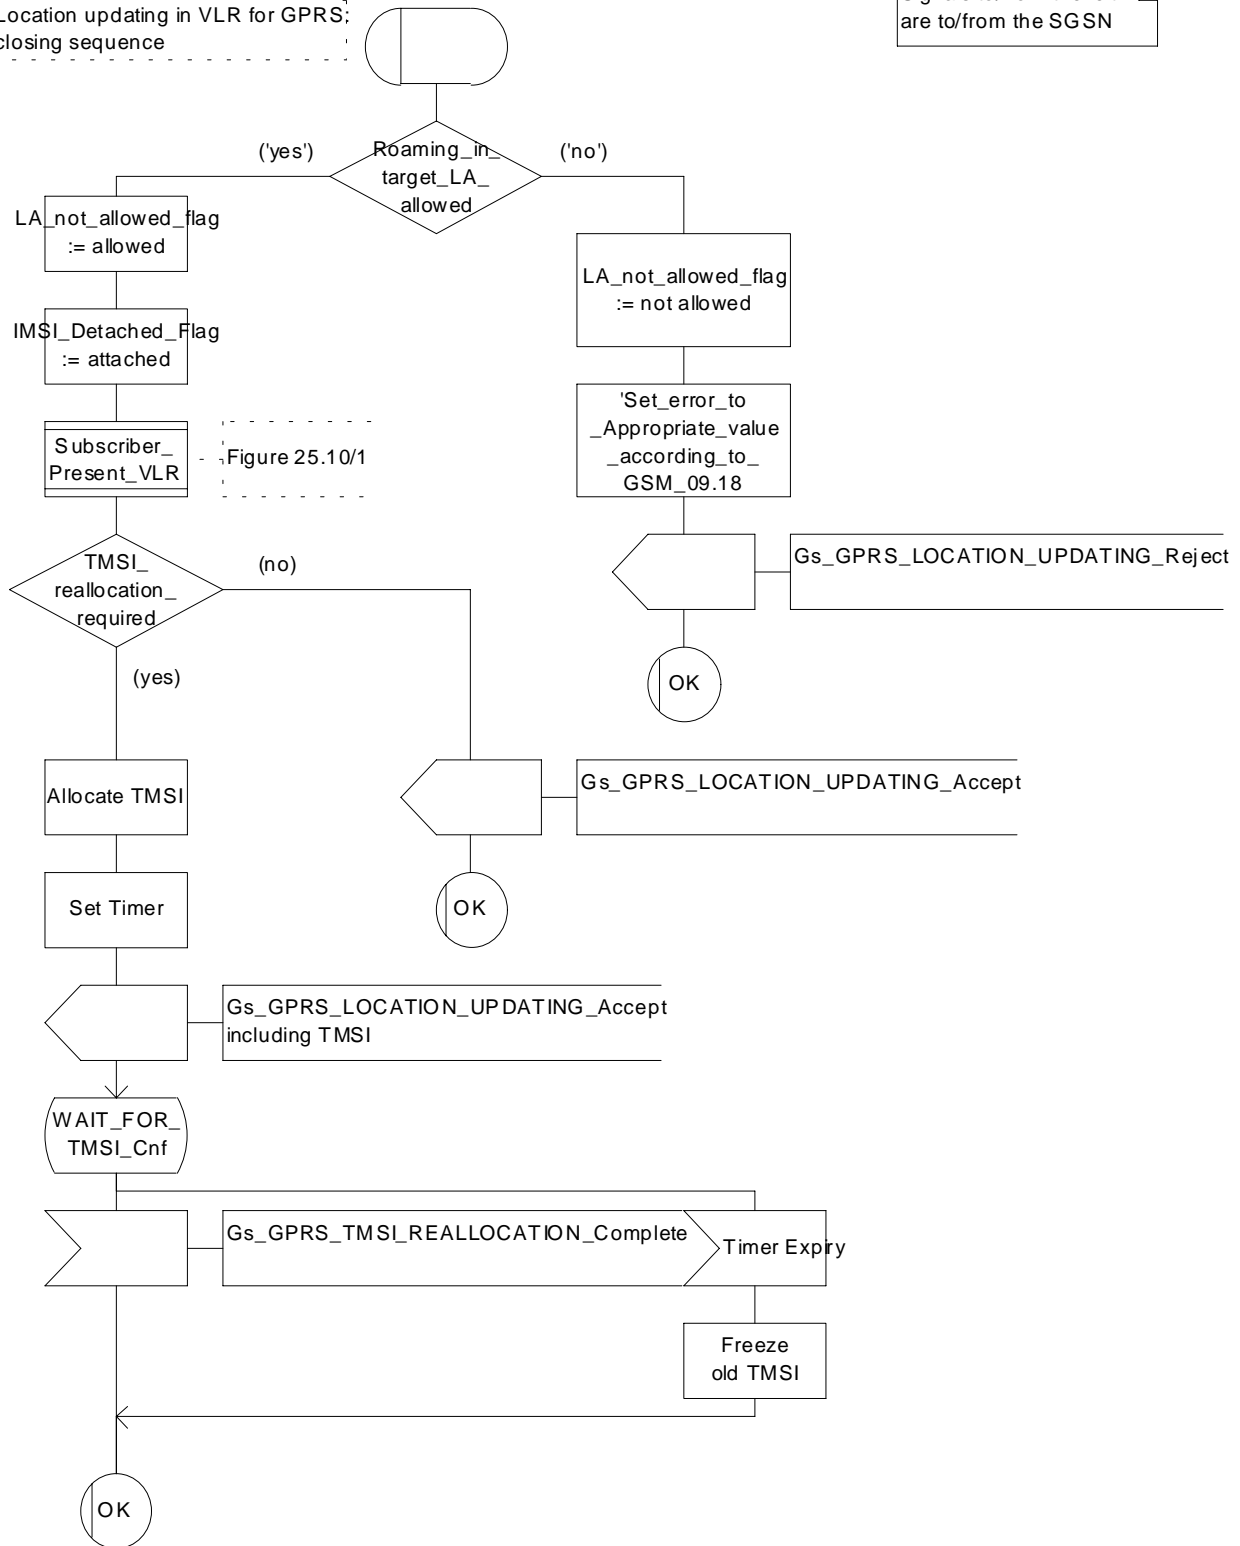 Location updating in VLR for GPRS;
closing sequence
are to/from the SGSN
('yes')
Roaming_in_
target_LA_
allowed
('no')
LA_not_allowed_flag
:= allowed
LA_not_allowed_flag
:= not allowed
IMSI_Detached_Flag
:= attached
'Set_error_to
_Appropriate_value
_according_to_
GSM_09.18
Subscriber_
Present_VLR
Figure 25.10/1
Gs_GPRS_LOCATION_UPDATING_Reject
TMSI_
reallocation_
required
(no)
(yes)
OK
Allocate TMSI
Gs_GPRS_LOCATION_UPDATING_Accept
Set Timer
OK
Gs_GPRS_LOCATION_UPDATING_Accept
including TMSI
WAIT_FOR_
TMSI_Cnf
Gs_GPRS_TMSI_REALLOCATION_Complete
Timer Expiry
Freeze
old TMSI
OK